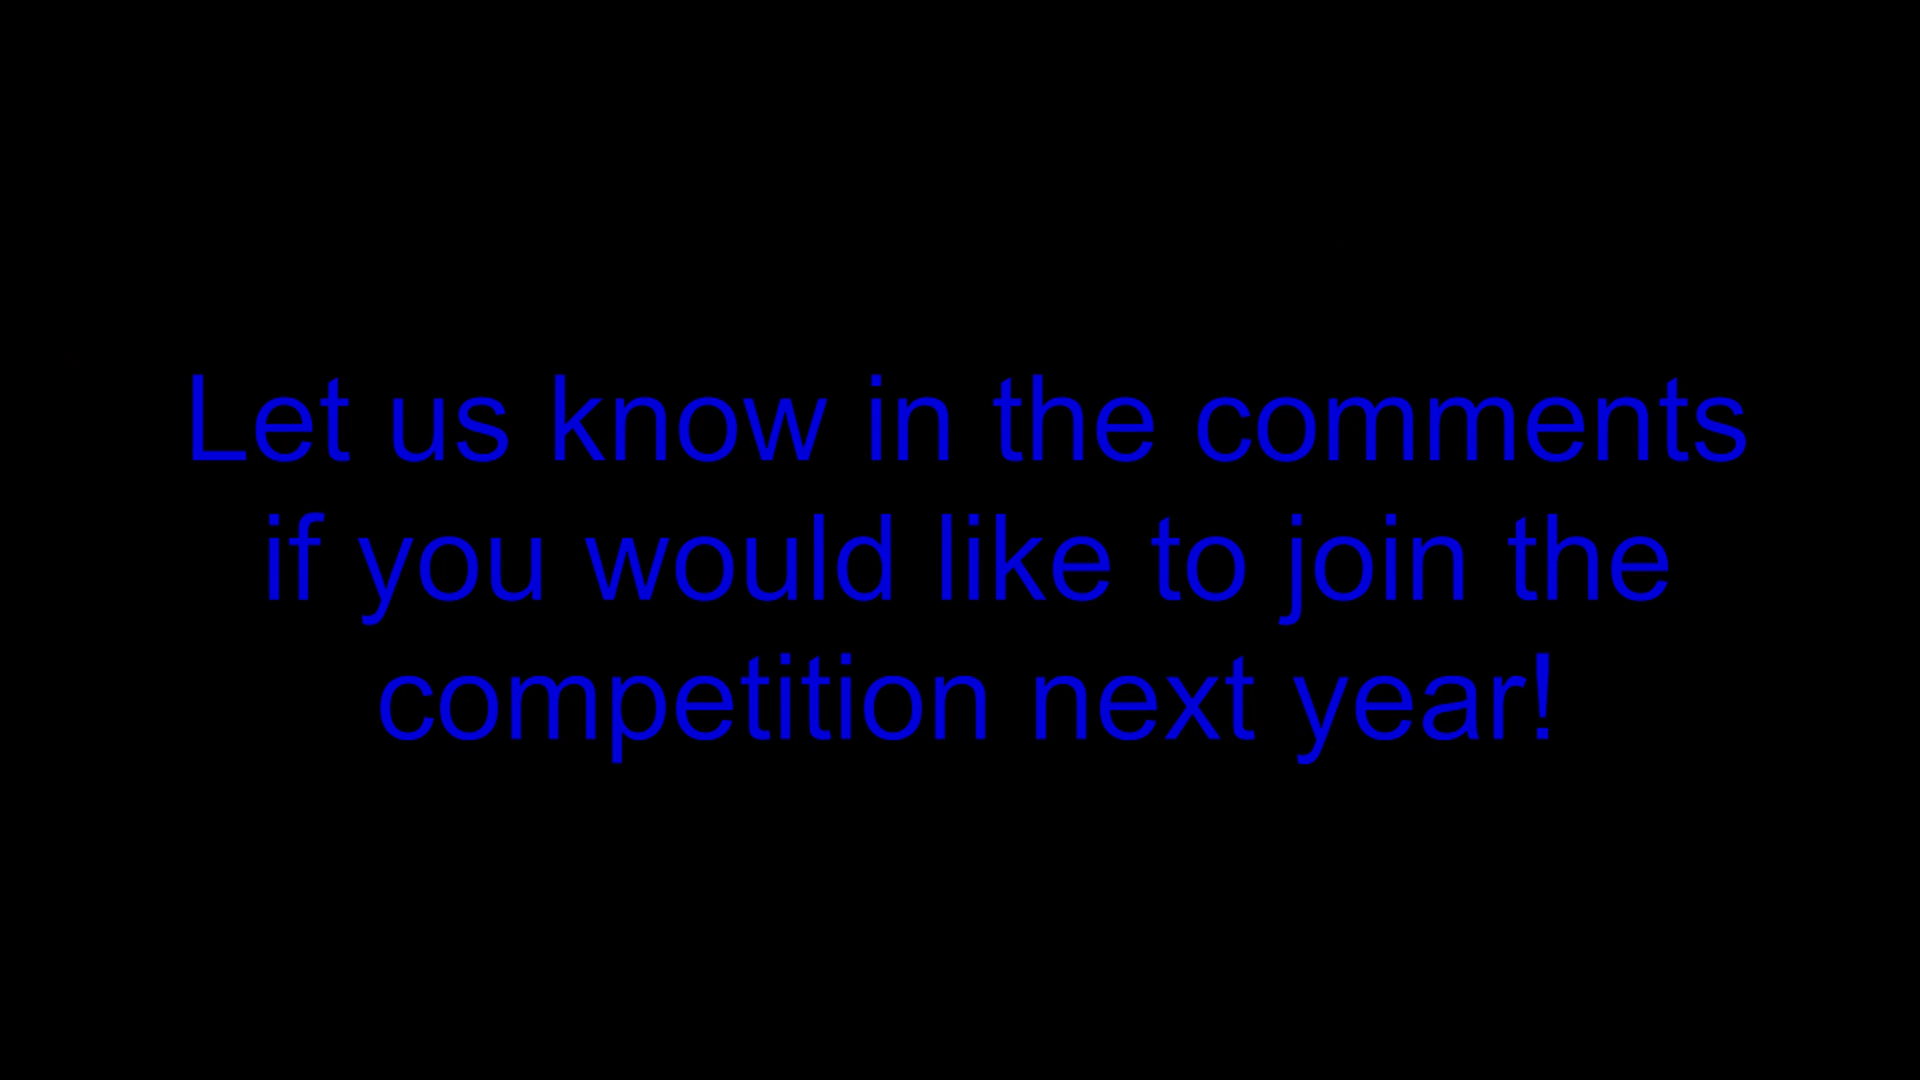 Let us know in the comments
if you would like to join the
competition next year!